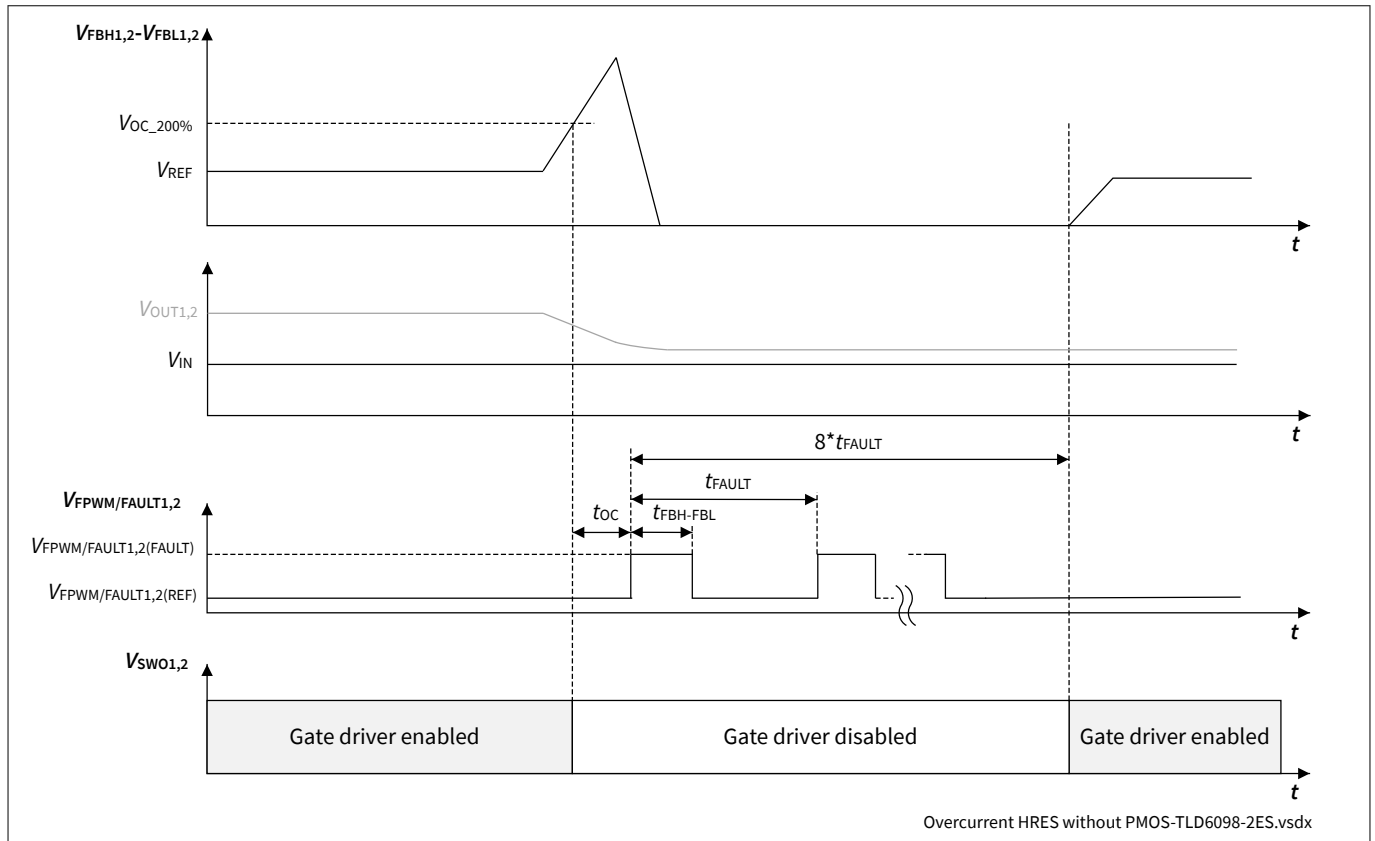 VFBH1,2-VFBL1,2
VOC_200%
VREF
t
VOUT1,2
VIN
t
8*tFAULT
tFAULT
VFPWM/FAULT1,2
tOC
tFBH-FBL
VFPWM/FAULT1,2(FAULT)
VFPWM/FAULT1,2(REF)
t
VSWO1,2
Gate driver enabled
Gate driver disabled
Gate driver enabled
t
Overcurrent HRES without PMOS-TLD6098-2ES.vsdx